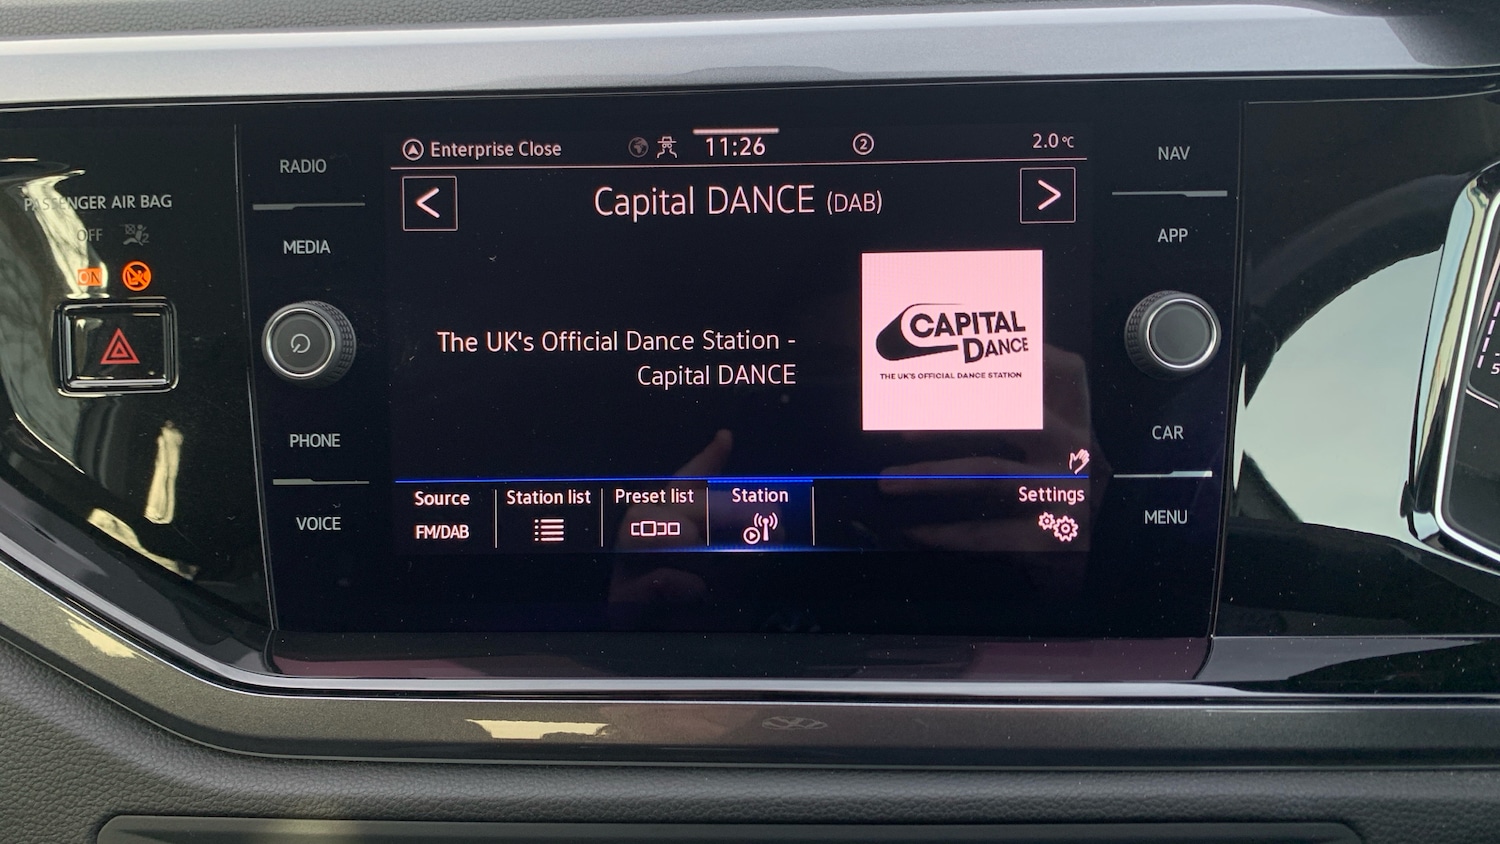 PASSENGER AIR BAG
OFF
ON
RADIO
MEDIA
PHONE
VOICE
Enterprise Close
11:26
2
2.0°C
<
Capital DANCE (DAB)
>
The UK's Official Dance Station -
Capital DANCE
CAPITAL
DANCE
THE UK'S OFFICIAL DANCE STATION
Source
FM/DAB
Station list
Preset list
Station
Settings
NAV
APP
CAR
MENU
5